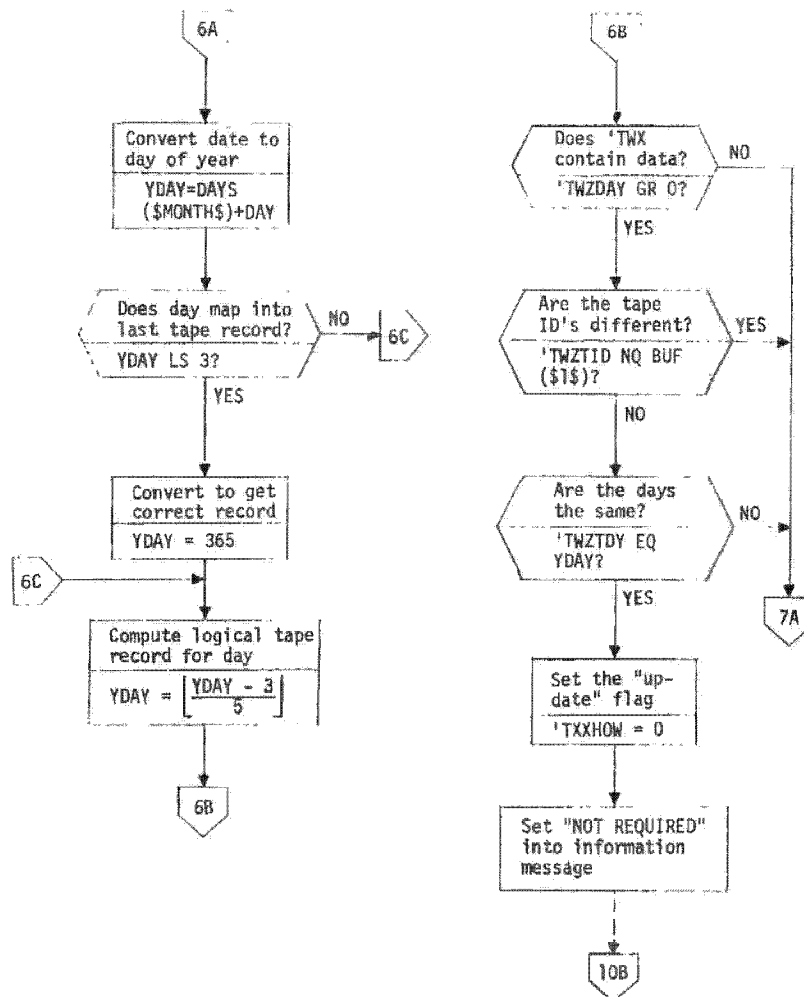 6A
Convert date to
day of year
YDAY=DAYS
($MONTH$)+DAY
Does day map into
last tape record?
NO
6C
YDAY LS 3?
YES
Convert to get
correct record
YDAY = 365
6C
Compute logical tape
record for day
YDAY = ⌊(YDAY - 3)/5⌋
6B
6B
Does 'TWX
contain data?
NO
'TWZDAY GR 0?
YES
Are the tape
ID's different?
YES
'TWZTID NQ BUF
($1$)?
NO
Are the days
the same?
NO
'TWZTDY EQ
YDAY?
YES
7A
Set the "up-
date" flag
'TXXHOW = 0
Set "NOT REQUIRED"
into information
message
10B